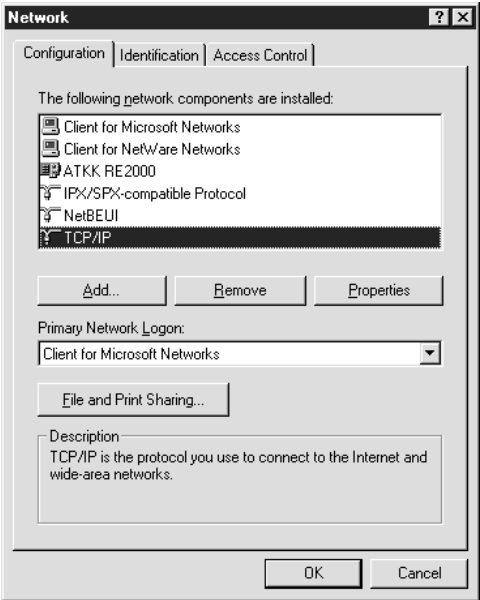 Network
Configuration Identification Access Control
The following network components are installed:
Client for Microsoft Networks
Client for NetWare Networks
ATKK RE2000
IPX/SPX-compatible Protocol
NetBEUI
TCP/IP
Add... Remove Properties
Primary Network Logon:
Client for Microsoft Networks
File and Print Sharing...
Description
TCP/IP is the protocol you use to connect to the Internet and
wide-area networks.
OK Cancel